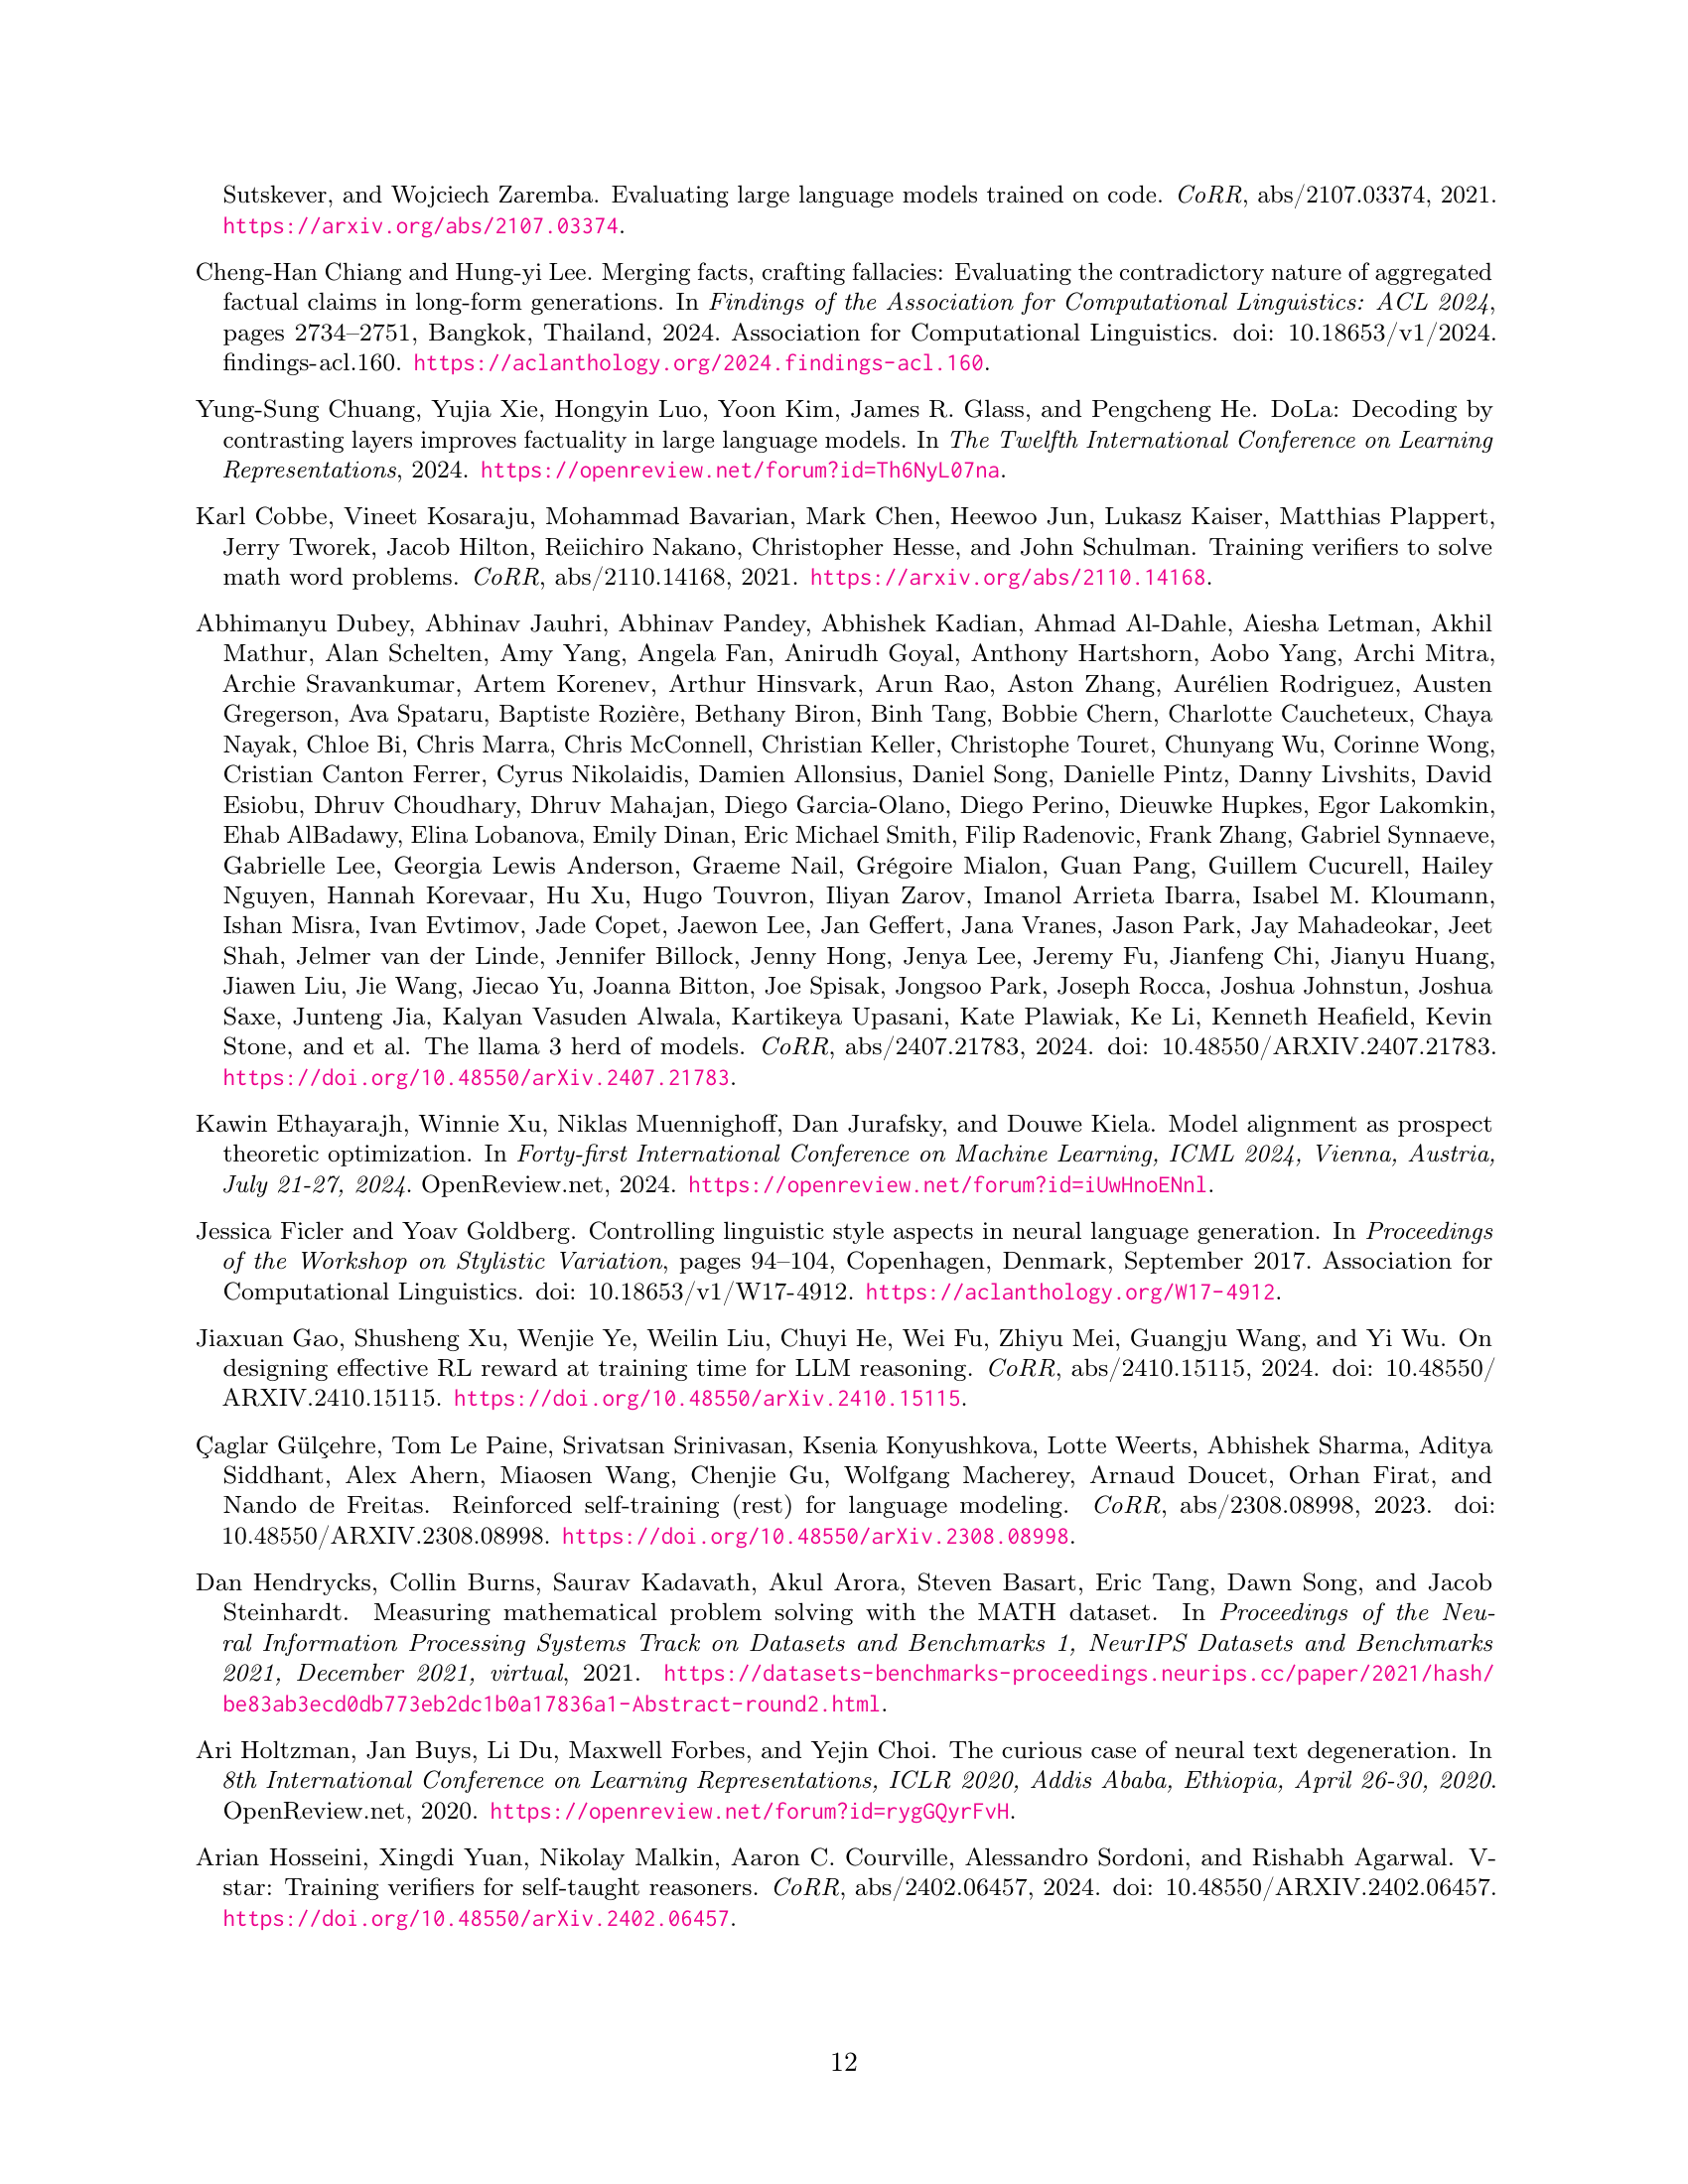 Sutskever, and Wojciech Zaremba. Evaluating large language models trained on code. CoRR, abs/2107.03374, 2021.
https://arxiv.org/abs/2107.03374.
Cheng-Han Chiang and Hung-yi Lee. Merging facts, crafting fallacies: Evaluating the contradictory nature of aggregated
factual claims in long-form generations. In Findings of the Association for Computational Linguistics: ACL 2024,
pages 2734–2751, Bangkok, Thailand, 2024. Association for Computational Linguistics. doi: 10.18653/v1/2024.
findings-acl.160. https://aclanthology.org/2024.findings-acl.160.
Yung-Sung Chuang, Yujia Xie, Hongyin Luo, Yoon Kim, James R. Glass, and Pengcheng He. DoLa: Decoding by
contrasting layers improves factuality in large language models. In The Twelfth International Conference on Learning
Representations, 2024. https://openreview.net/forum?id=Th6NyL07na.
Karl Cobbe, Vineet Kosaraju, Mohammad Bavarian, Mark Chen, Heewoo Jun, Lukasz Kaiser, Matthias Plappert,
Jerry Tworek, Jacob Hilton, Reiichiro Nakano, Christopher Hesse, and John Schulman. Training verifiers to solve
math word problems. CoRR, abs/2110.14168, 2021. https://arxiv.org/abs/2110.14168.
Abhimanyu Dubey, Abhinav Jauhri, Abhinav Pandey, Abhishek Kadian, Ahmad Al-Dahle, Aiesha Letman, Akhil
Mathur, Alan Schelten, Amy Yang, Angela Fan, Anirudh Goyal, Anthony Hartshorn, Aobo Yang, Archi Mitra,
Archie Sravankumar, Artem Korenev, Arthur Hinsvark, Arun Rao, Aston Zhang, Aurélien Rodriguez, Austen
Gregerson, Ava Spataru, Baptiste Rozière, Bethany Biron, Binh Tang, Bobbie Chern, Charlotte Caucheteux, Chaya
Nayak, Chloe Bi, Chris Marra, Chris McConnell, Christian Keller, Christophe Touret, Chunyang Wu, Corinne Wong,
Cristian Canton Ferrer, Cyrus Nikolaidis, Damien Allonsius, Daniel Song, Danielle Pintz, Danny Livshits, David
Esiobu, Dhruv Choudhary, Dhruv Mahajan, Diego Garcia-Olano, Diego Perino, Dieuwke Hupkes, Egor Lakomkin,
Ehab AlBadawy, Elina Lobanova, Emily Dinan, Eric Michael Smith, Filip Radenovic, Frank Zhang, Gabriel Synnaeve,
Gabrielle Lee, Georgia Lewis Anderson, Graeme Nail, Grégoire Mialon, Guan Pang, Guillem Cucurell, Hailey
Nguyen, Hannah Korevaar, Hu Xu, Hugo Touvron, Iliyan Zarov, Imanol Arrieta Ibarra, Isabel M. Kloumann,
Ishan Misra, Ivan Evtimov, Jade Copet, Jaewon Lee, Jan Geffert, Jana Vranes, Jason Park, Jay Mahadeokar, Jeet
Shah, Jelmer van der Linde, Jennifer Billock, Jenny Hong, Jenya Lee, Jeremy Fu, Jianfeng Chi, Jianyu Huang,
Jiawen Liu, Jie Wang, Jiecao Yu, Joanna Bitton, Joe Spisak, Jongsoo Park, Joseph Rocca, Joshua Johnstun, Joshua
Saxe, Junteng Jia, Kalyan Vasuden Alwala, Kartikeya Upasani, Kate Plawiak, Ke Li, Kenneth Heafield, Kevin
Stone, and et al. The llama 3 herd of models. CoRR, abs/2407.21783, 2024. doi: 10.48550/ARXIV.2407.21783.
https://doi.org/10.48550/arXiv.2407.21783.
Kawin Ethayarajh, Winnie Xu, Niklas Muennighoff, Dan Jurafsky, and Douwe Kiela. Model alignment as prospect
theoretic optimization. In Forty-first International Conference on Machine Learning, ICML 2024, Vienna, Austria,
July 21-27, 2024. OpenReview.net, 2024. https://openreview.net/forum?id=iUwHnoENnl.
Jessica Ficler and Yoav Goldberg. Controlling linguistic style aspects in neural language generation. In Proceedings
of the Workshop on Stylistic Variation, pages 94–104, Copenhagen, Denmark, September 2017. Association for
Computational Linguistics. doi: 10.18653/v1/W17-4912. https://aclanthology.org/W17-4912.
Jiaxuan Gao, Shusheng Xu, Wenjie Ye, Weilin Liu, Chuyi He, Wei Fu, Zhiyu Mei, Guangju Wang, and Yi Wu. On
designing effective RL reward at training time for LLM reasoning. CoRR, abs/2410.15115, 2024. doi: 10.48550/
ARXIV.2410.15115. https://doi.org/10.48550/arXiv.2410.15115.
Çaglar Gülçehre, Tom Le Paine, Srivatsan Srinivasan, Ksenia Konyushkova, Lotte Weerts, Abhishek Sharma, Aditya
Siddhant, Alex Ahern, Miaosen Wang, Chenjie Gu, Wolfgang Macherey, Arnaud Doucet, Orhan Firat, and
Nando de Freitas. Reinforced self-training (rest) for language modeling. CoRR, abs/2308.08998, 2023. doi:
10.48550/ARXIV.2308.08998. https://doi.org/10.48550/arXiv.2308.08998.
Dan Hendrycks, Collin Burns, Saurav Kadavath, Akul Arora, Steven Basart, Eric Tang, Dawn Song, and Jacob
Steinhardt. Measuring mathematical problem solving with the MATH dataset. In Proceedings of the Neu-
ral Information Processing Systems Track on Datasets and Benchmarks 1, NeurIPS Datasets and Benchmarks
2021, December 2021, virtual, 2021. https://datasets-benchmarks-proceedings.neurips.cc/paper/2021/hash/
be83ab3ecd0db773eb2dc1b0a17836a1-Abstract-round2.html.
Ari Holtzman, Jan Buys, Li Du, Maxwell Forbes, and Yejin Choi. The curious case of neural text degeneration. In
8th International Conference on Learning Representations, ICLR 2020, Addis Ababa, Ethiopia, April 26-30, 2020.
OpenReview.net, 2020. https://openreview.net/forum?id=rygGQyrFvH.
Arian Hosseini, Xingdi Yuan, Nikolay Malkin, Aaron C. Courville, Alessandro Sordoni, and Rishabh Agarwal. V-
star: Training verifiers for self-taught reasoners. CoRR, abs/2402.06457, 2024. doi: 10.48550/ARXIV.2402.06457.
https://doi.org/10.48550/arXiv.2402.06457.
12